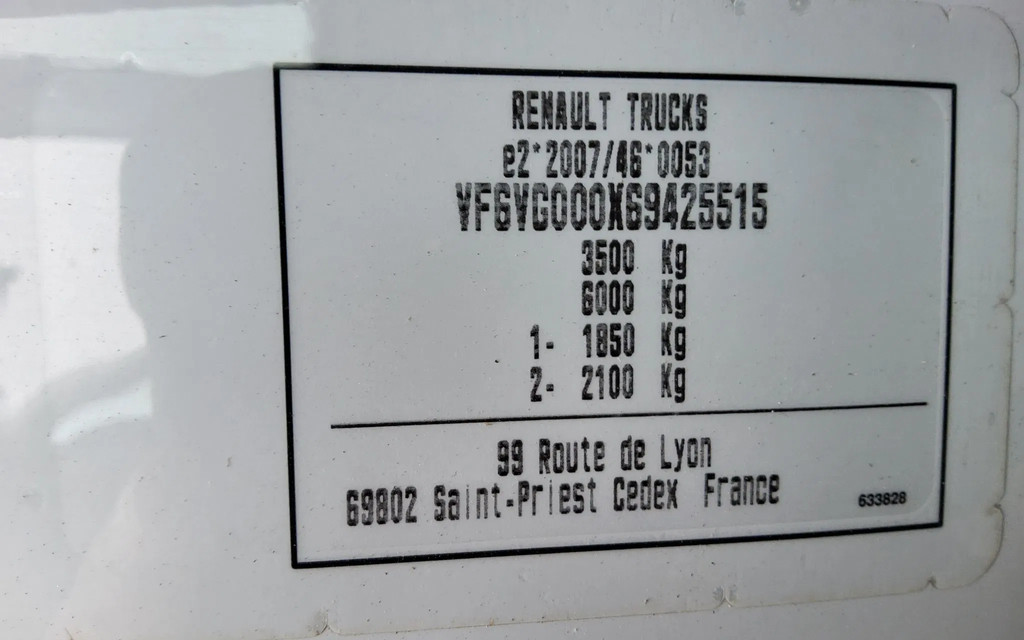 RENAULT TRUCKS
e2*2007/46*0053
VF6VG000X69425515
3500 Kg
6000 Kg
1- 1850 Kg
2- 2100 Kg
99 Route de Lyon
69802 Saint-Priest Cedex France
633828